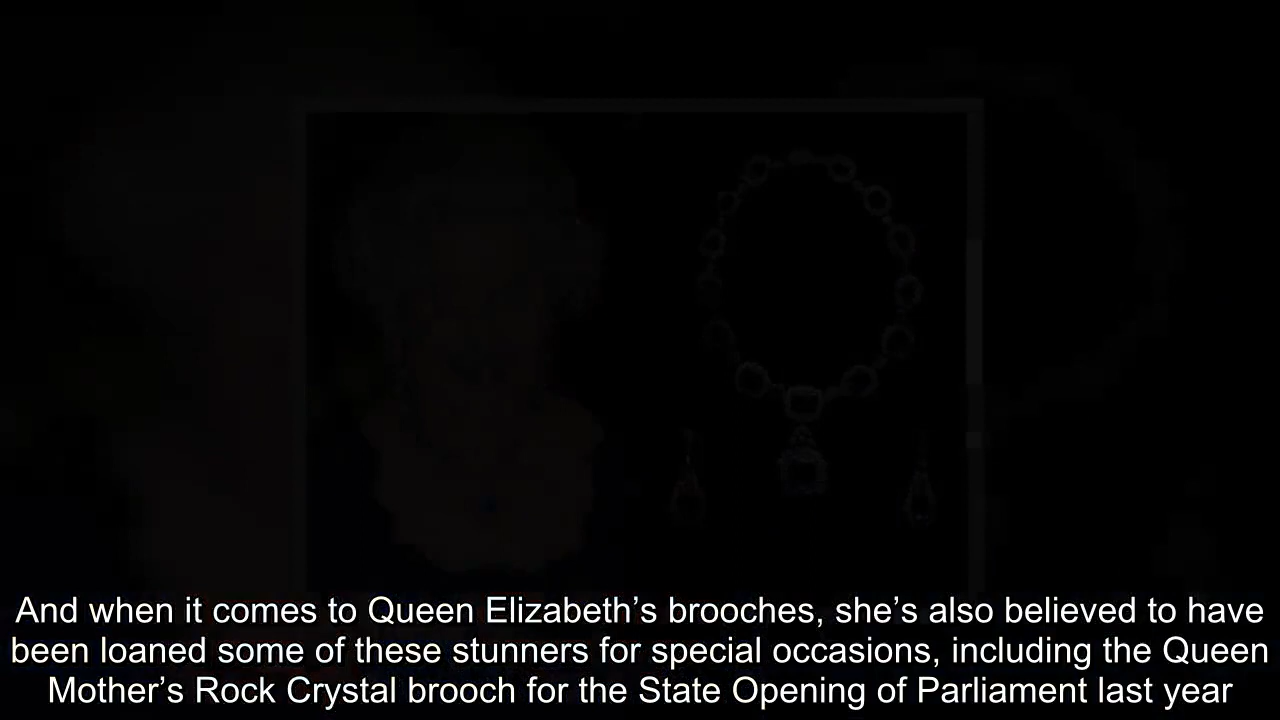 And when it comes to Queen Elizabeth’s brooches, she’s also believed to have
been loaned some of these stunners for special occasions, including the Queen
Mother’s Rock Crystal brooch for the State Opening of Parliament last year